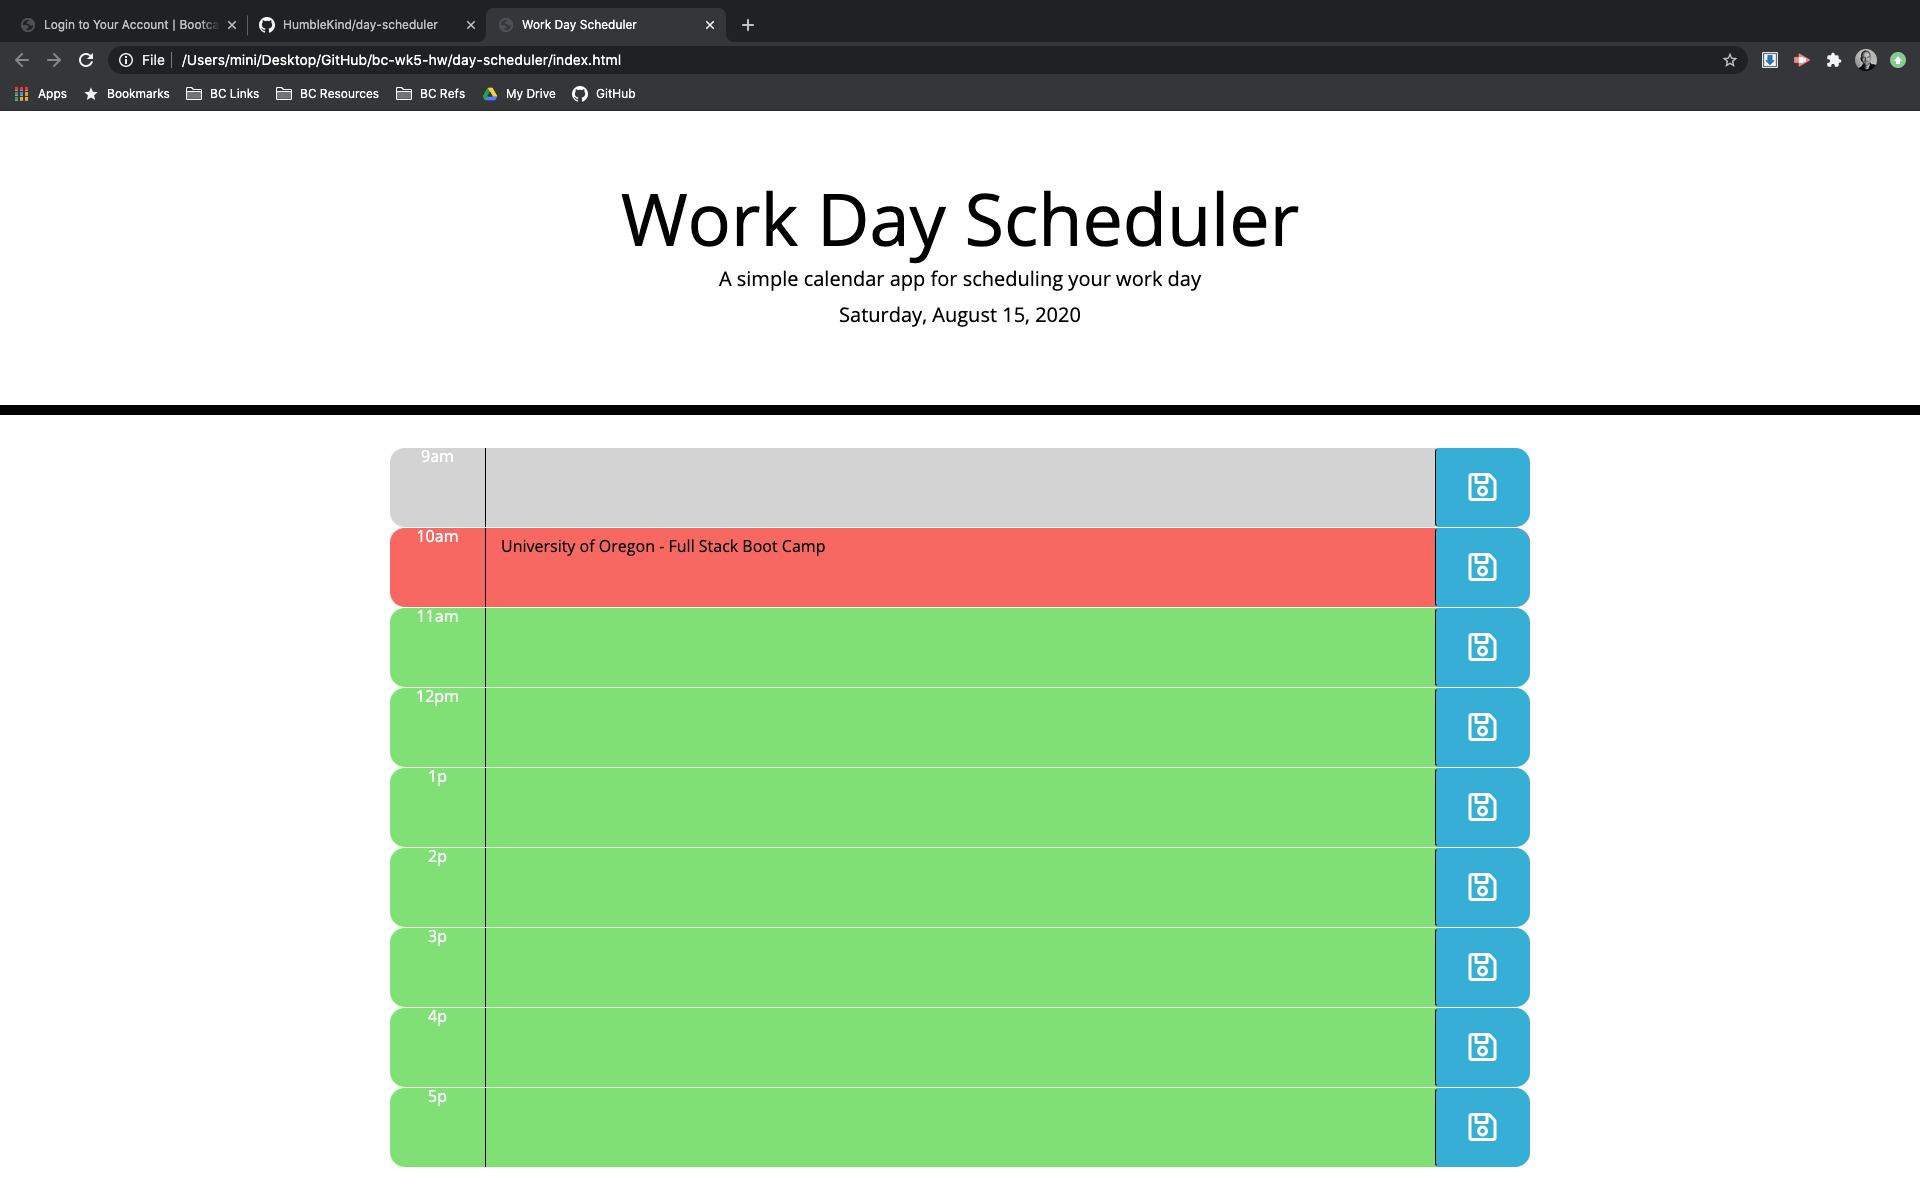 Login to Your Account | Bootca
HumbleKind/day-scheduler
Work Day Scheduler
File
/Users/mini/Desktop/GitHub/bc-wk5-hw/day-scheduler/index.html
Apps
Bookmarks
BC Links
BC Resources
BC Refs
My Drive
GitHub
Work Day Scheduler
A simple calendar app for scheduling your work day
Saturday, August 15, 2020
9am
10am
University of Oregon - Full Stack Boot Camp
11am
12pm
1p
2p
3p
4p
5p